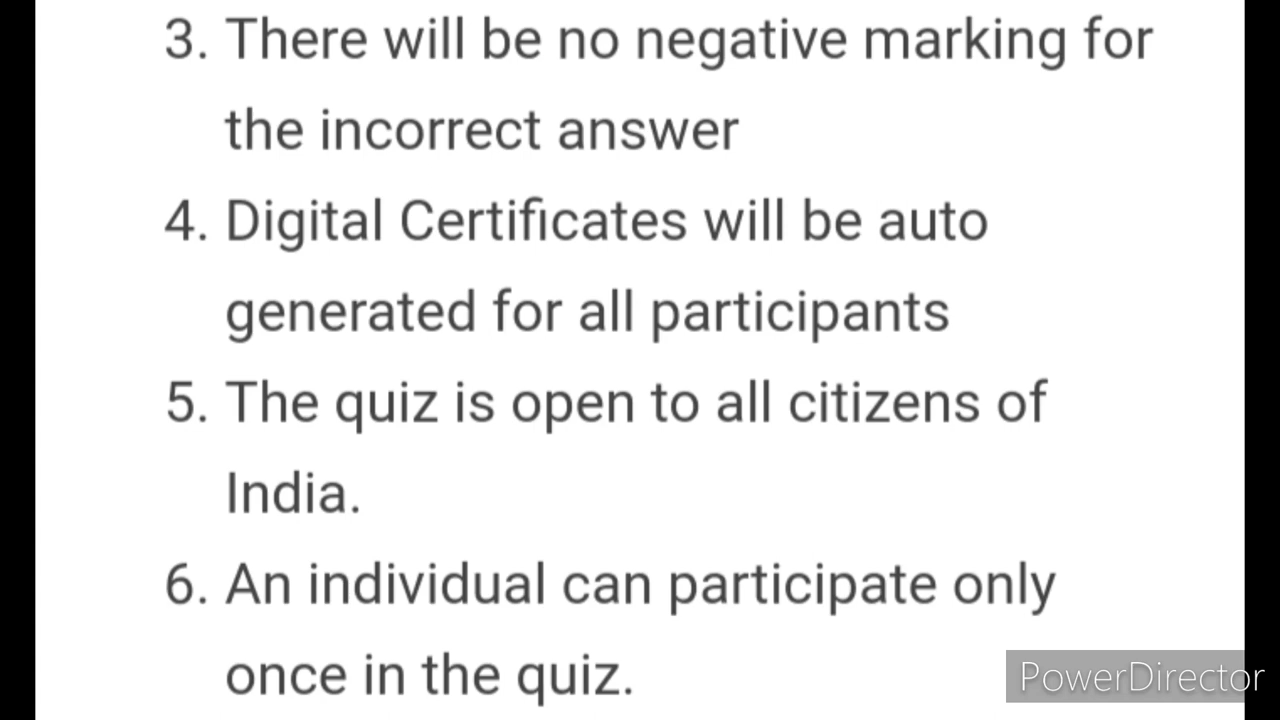 3. There will be no negative marking for
the incorrect answer
4. Digital Certificates will be auto
generated for all participants
5. The quiz is open to all citizens of
India.
6. An individual can participate only
once in the quiz.
PowerDirector